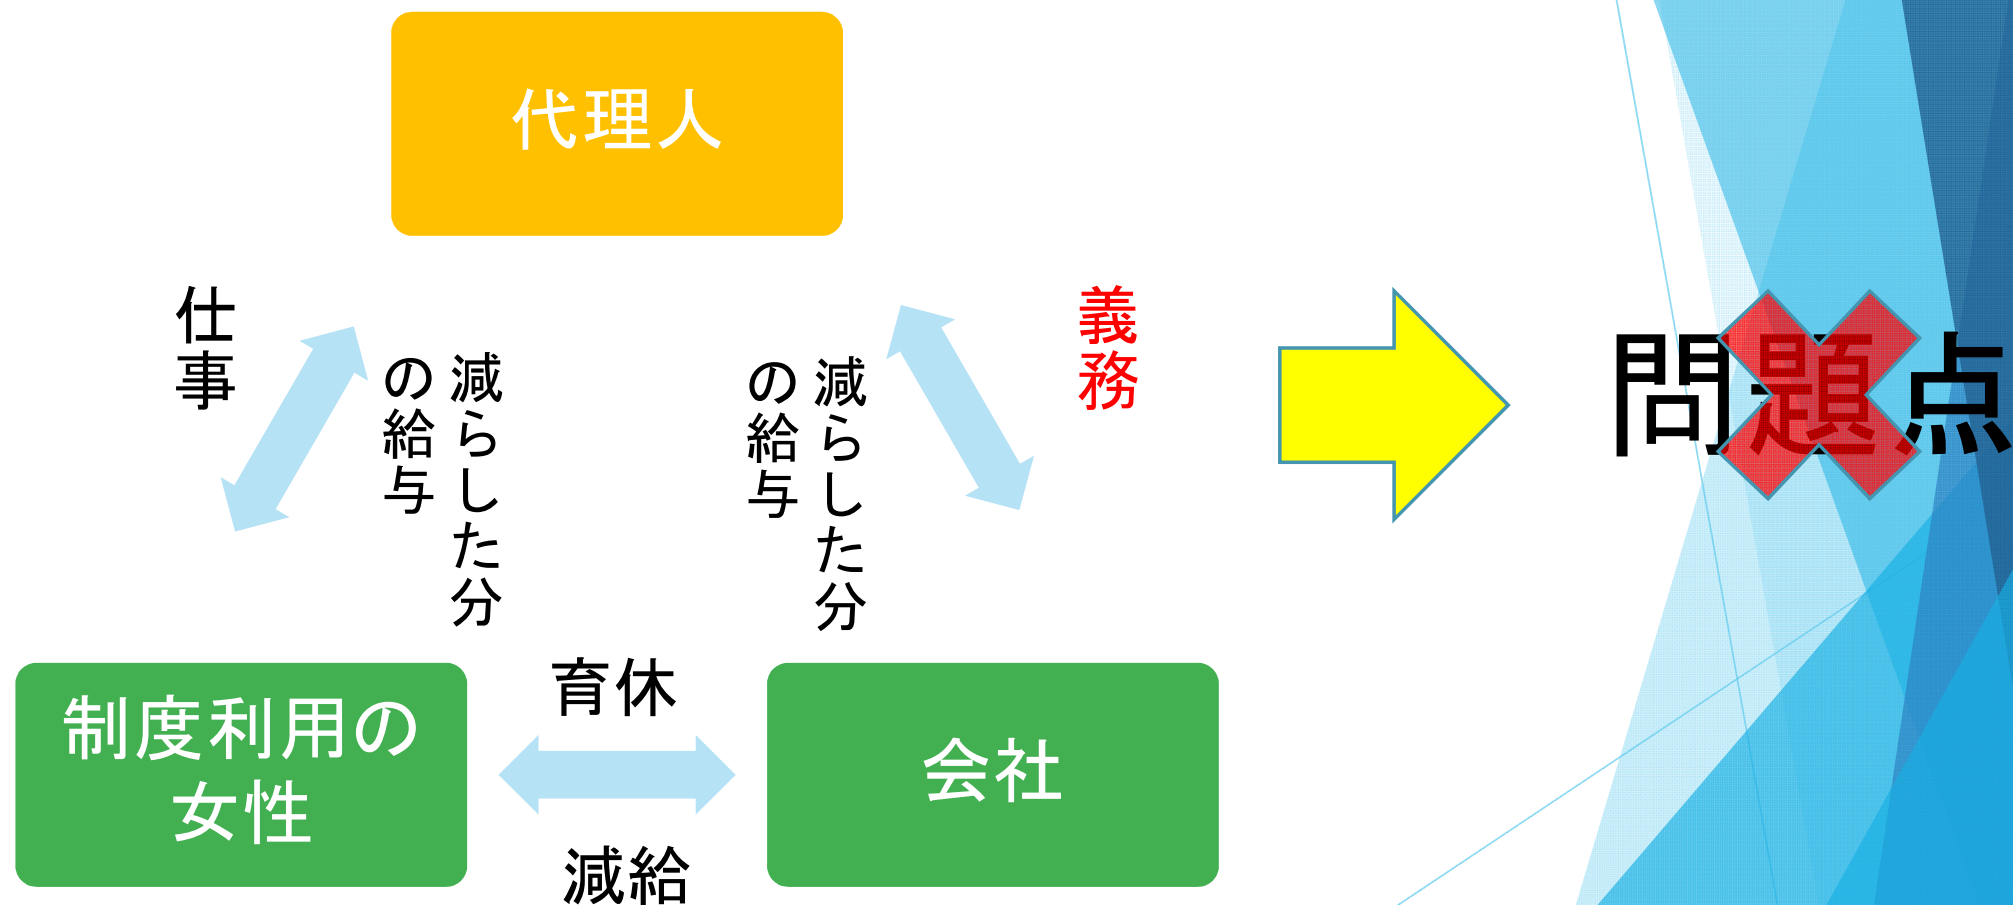 代理人
仕事
減らした分
の給与
減らした分
の給与
義務
問題点
育休
制度利用の
女性
会社
減給